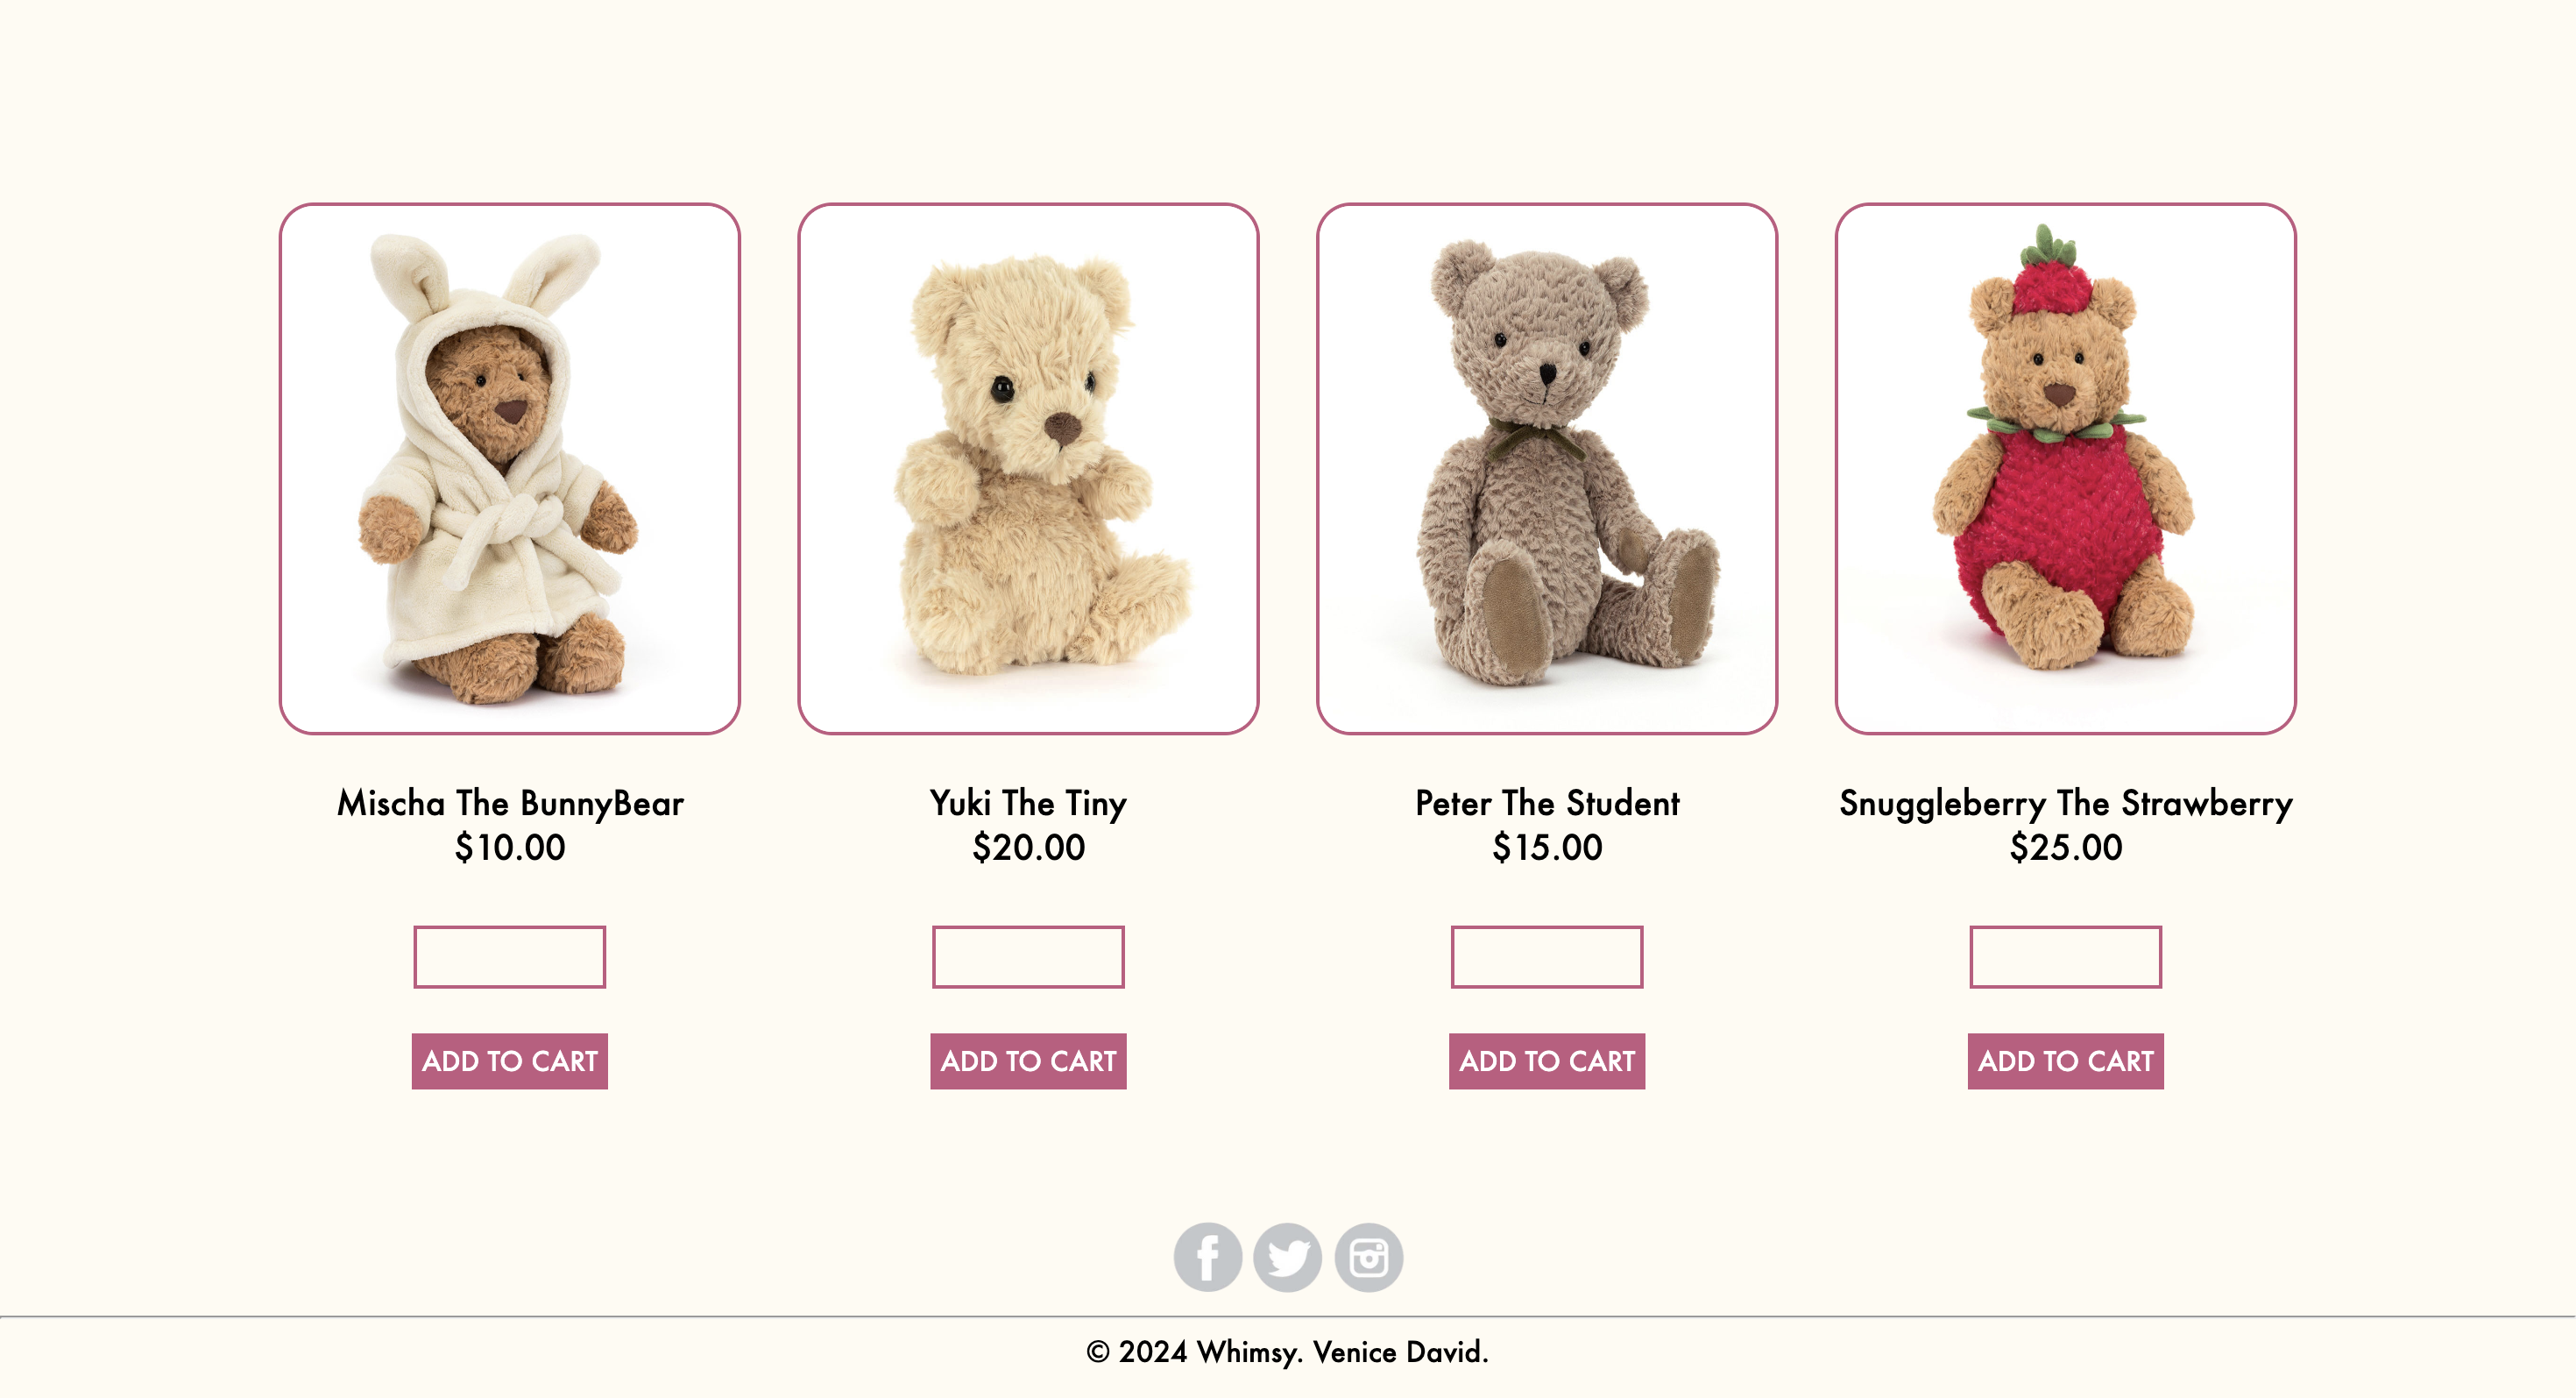 Mischa The BunnyBear
$10.00
ADD TO CART
Yuki The Tiny
$20.00
ADD TO CART
Peter The Student
$15.00
ADD TO CART
Snuggleberry The Strawberry
$25.00
ADD TO CART
© 2024 Whimsy. Venice David.